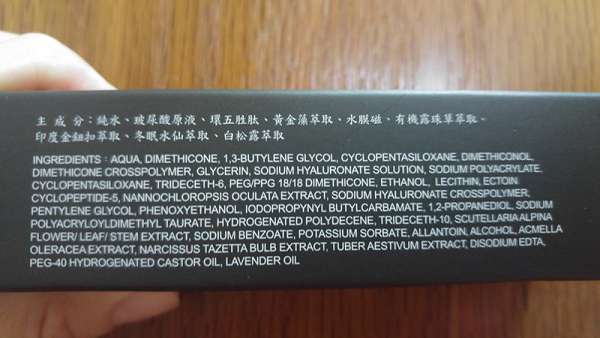 主 成 分：純水、玻尿酸原液、環五胜肽、黃金藻萃取、水膜磁、有機露珠草萃取、
印度金鈕扣萃取、冬眠水仙萃取、白松露萃取
INGREDIENTS：AQUA, DIMETHICONE, 1,3-BUTYLENE GLYCOL, CYCLOPENTASILOXANE, DIMETHICONOL,
DIMETHICONE CROSSPOLYMER, GLYCERIN, SODIUM HYALURONATE SOLUTION, SODIUM POLYACRYLATE,
CYCLOPENTASILOXANE, TRIDECETH-6, PEG/PPG 18/18 DIMETHICONE, ETHANOL, LECITHIN, ECTOIN
CYCLOPEPTIDE-5, NANNOCHLOROPSIS OCULATA EXTRACT, SODIUM HYALURONATE CROSSPOLYMER,
PENTYLENE GLYCOL, PHENOXYETHANOL, IODOPROPYNYL BUTYLCARBAMATE, 1,2-PROPANEDIOL, SODIUM
POLYACRYLOYLDIMETHYL TAURATE, HYDROGENATED POLYDECENE, TRIDECETH-10, SCUTELLARIA ALPINA
FLOWER/ LEAF/ STEM EXTRACT, SODIUM BENZOATE, POTASSIUM SORBATE, ALLANTOIN, ALCOHOL, ACMELLA
OLERACEA EXTRACT, NARCISSUS TAZETTA BULB EXTRACT, TUBER AESTIVUM EXTRACT, DISODIUM EDTA,
PEG-40 HYDROGENATED CASTOR OIL, LAVENDER OIL